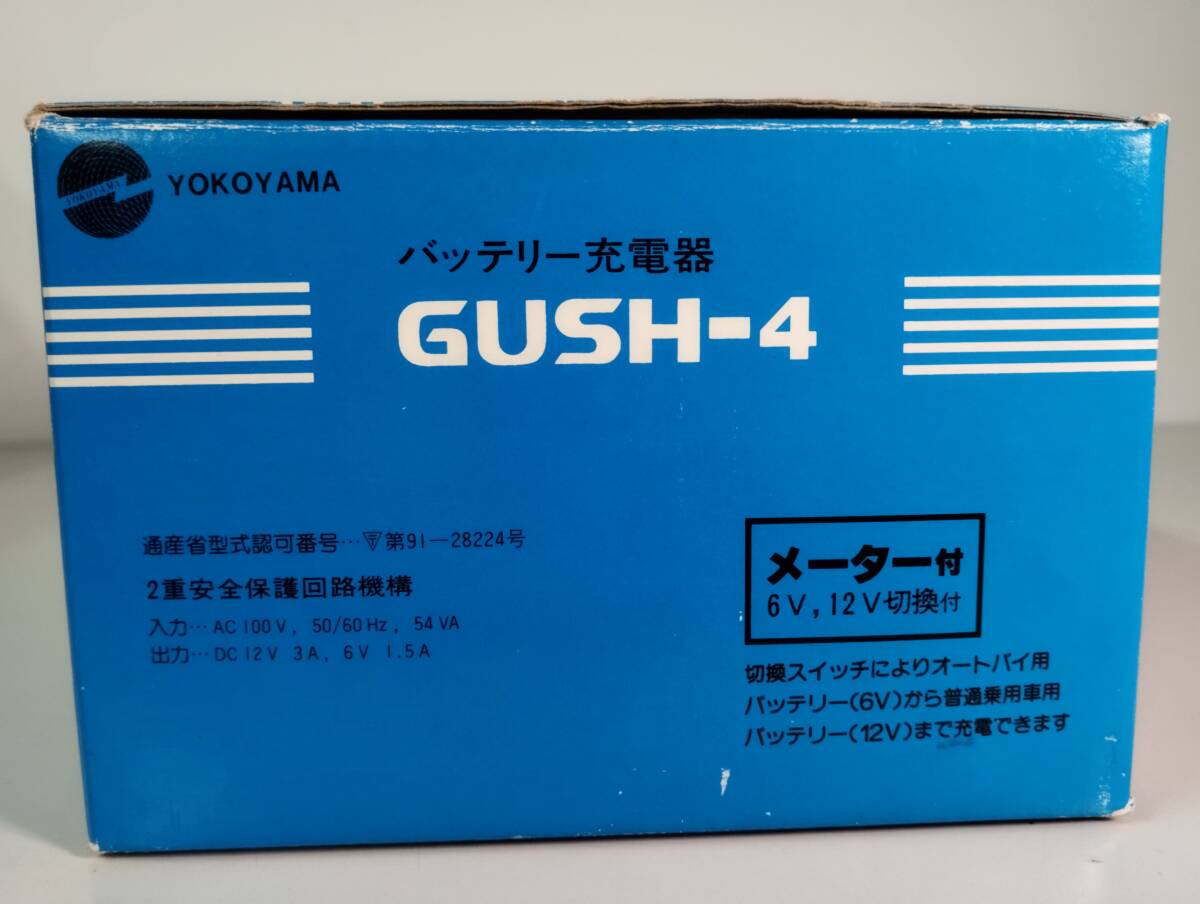 YOKOYAMA
YOKOYAMA
バッテリー充電器
GUSH-4
通産省型式認可番号…〒第91-28224号
2重安全保護回路機構
入力…AC100V, 50/60Hz, 54VA
出力…DC12V 3A, 6V 1.5A
メーター付
6V,12V切換付
切換スイッチによりオートバイ用
バッテリー(6V)から普通乗用車用
バッテリー(12V)まで充電できます